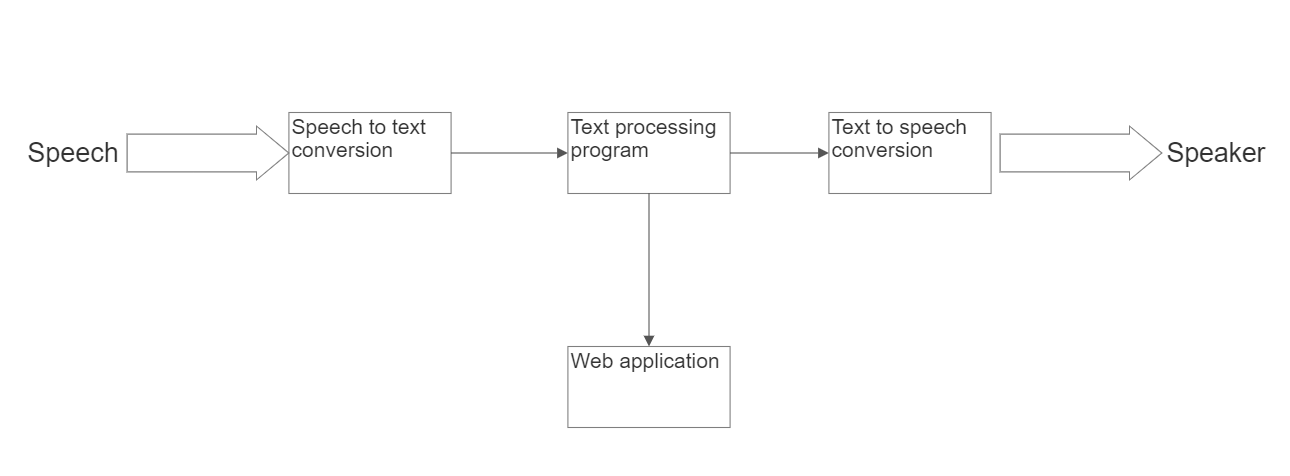 Speech
Speech to text
conversion
Text processing
program
Text to speech
conversion
Speaker
Web application